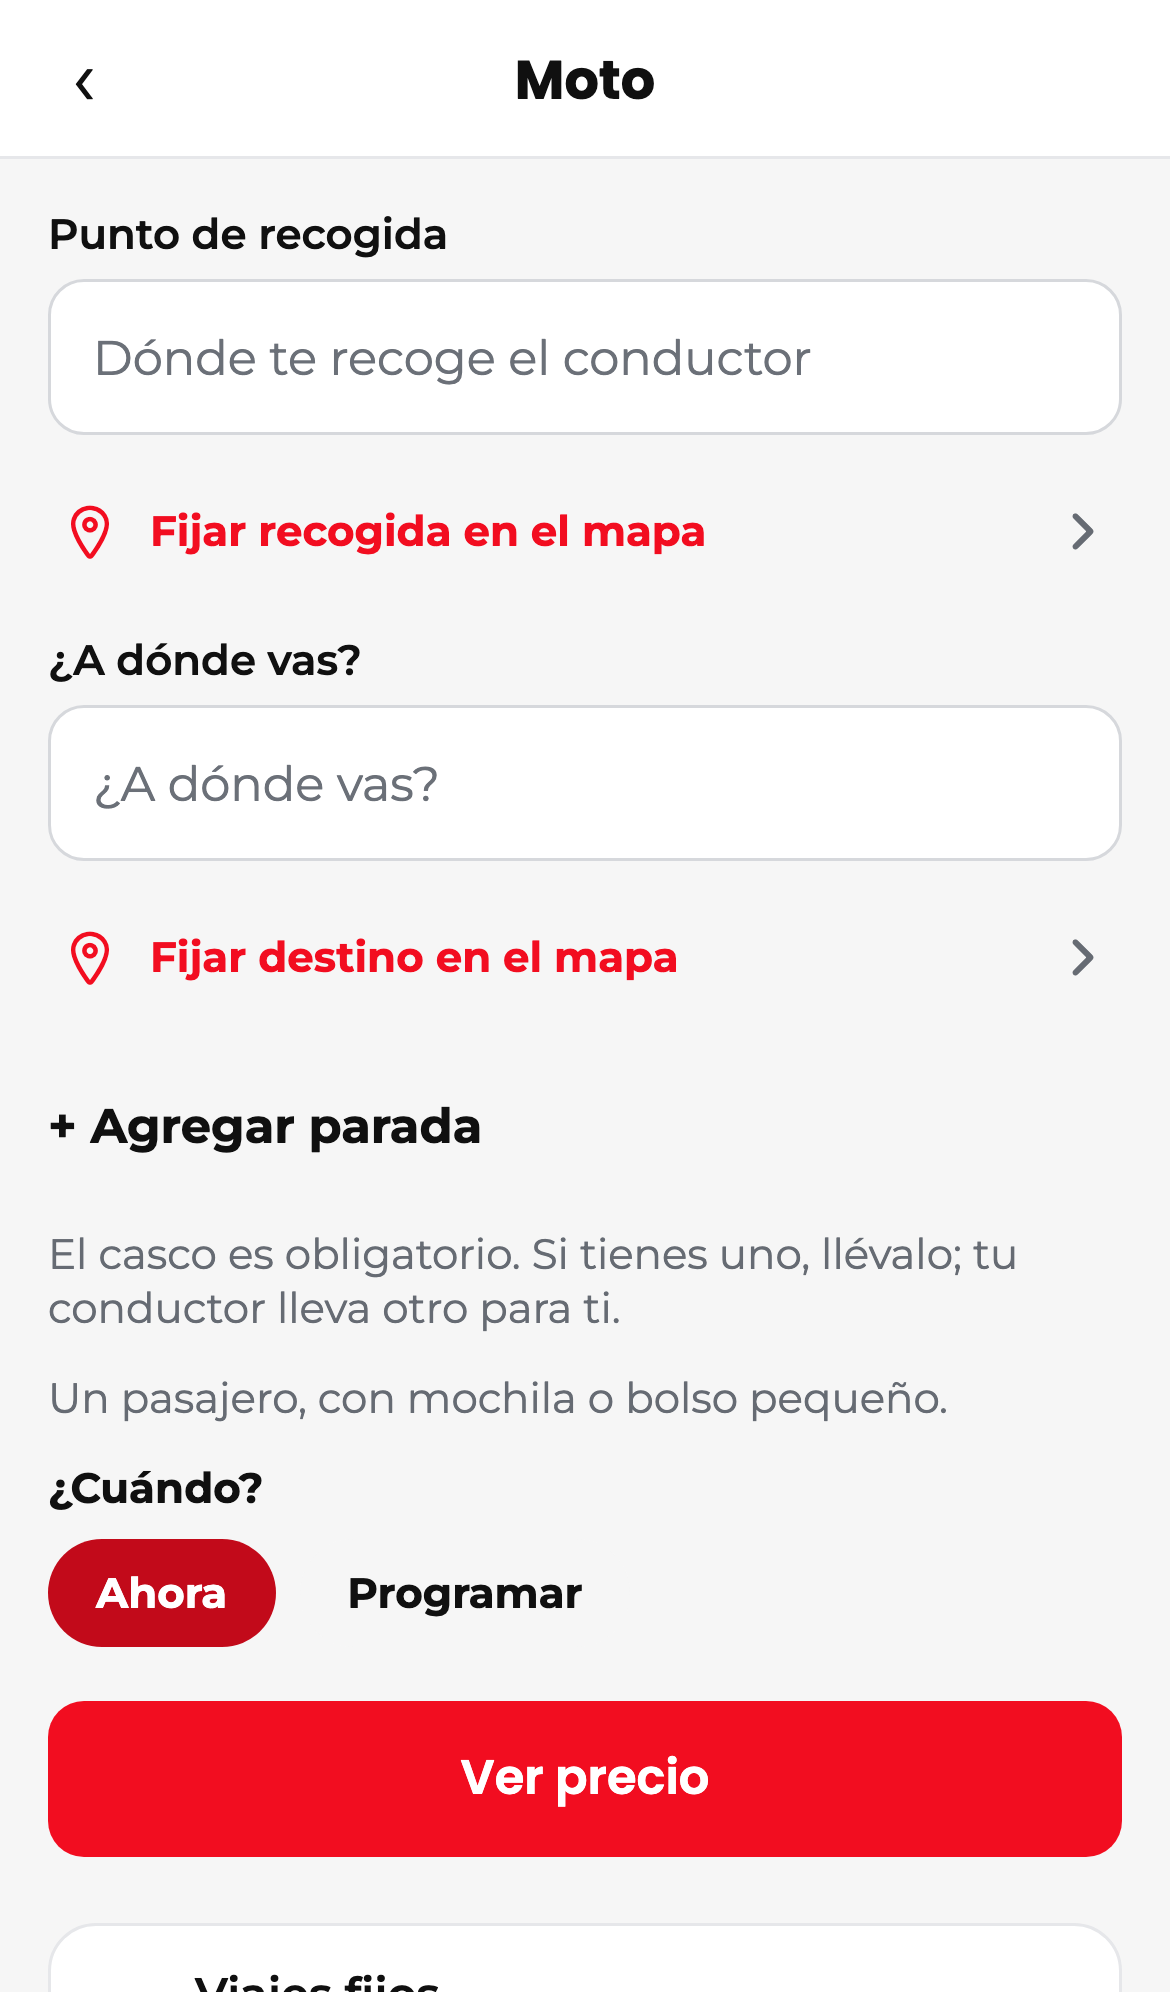 Moto
Punto de recogida
Dónde te recoge el conductor
Fijar recogida en el mapa
¿A dónde vas?
¿A dónde vas?
Fijar destino en el mapa
+ Agregar parada
El casco es obligatorio. Si tienes uno, llévalo; tu
conductor lleva otro para ti.
Un pasajero, con mochila o bolso pequeño.
¿Cuándo?
Ahora Programar
Ver precio
Viajes fijos